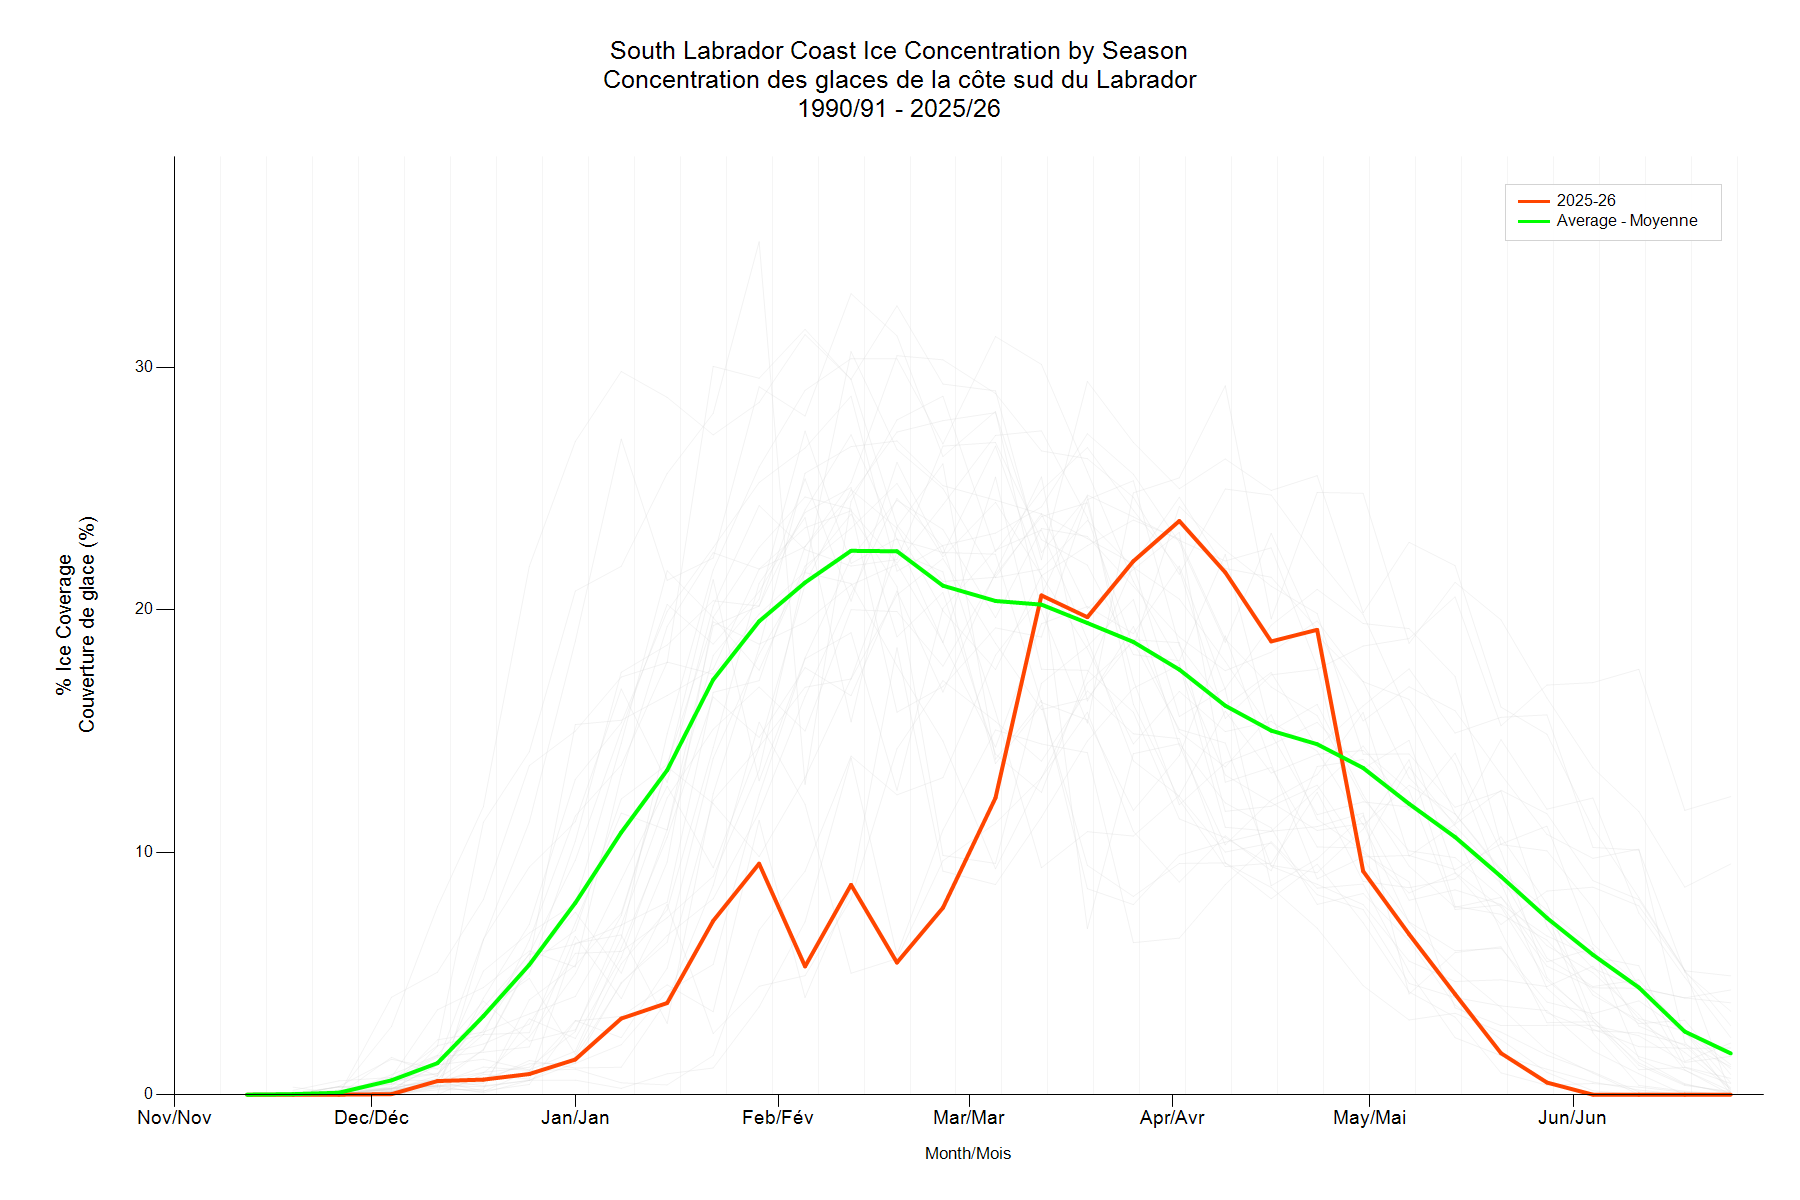 South Labrador Coast Ice Concentration by Season
Concentration des glaces de la côte sud du Labrador
1990/91 - 2025/26
2025-26
Average - Moyenne
30
20
10
0
% Ice Coverage
Couverture de glace (%)
Nov/Nov
Dec/Déc
Jan/Jan
Feb/Fév
Mar/Mar
Apr/Avr
May/Mai
Jun/Jun
Month/Mois